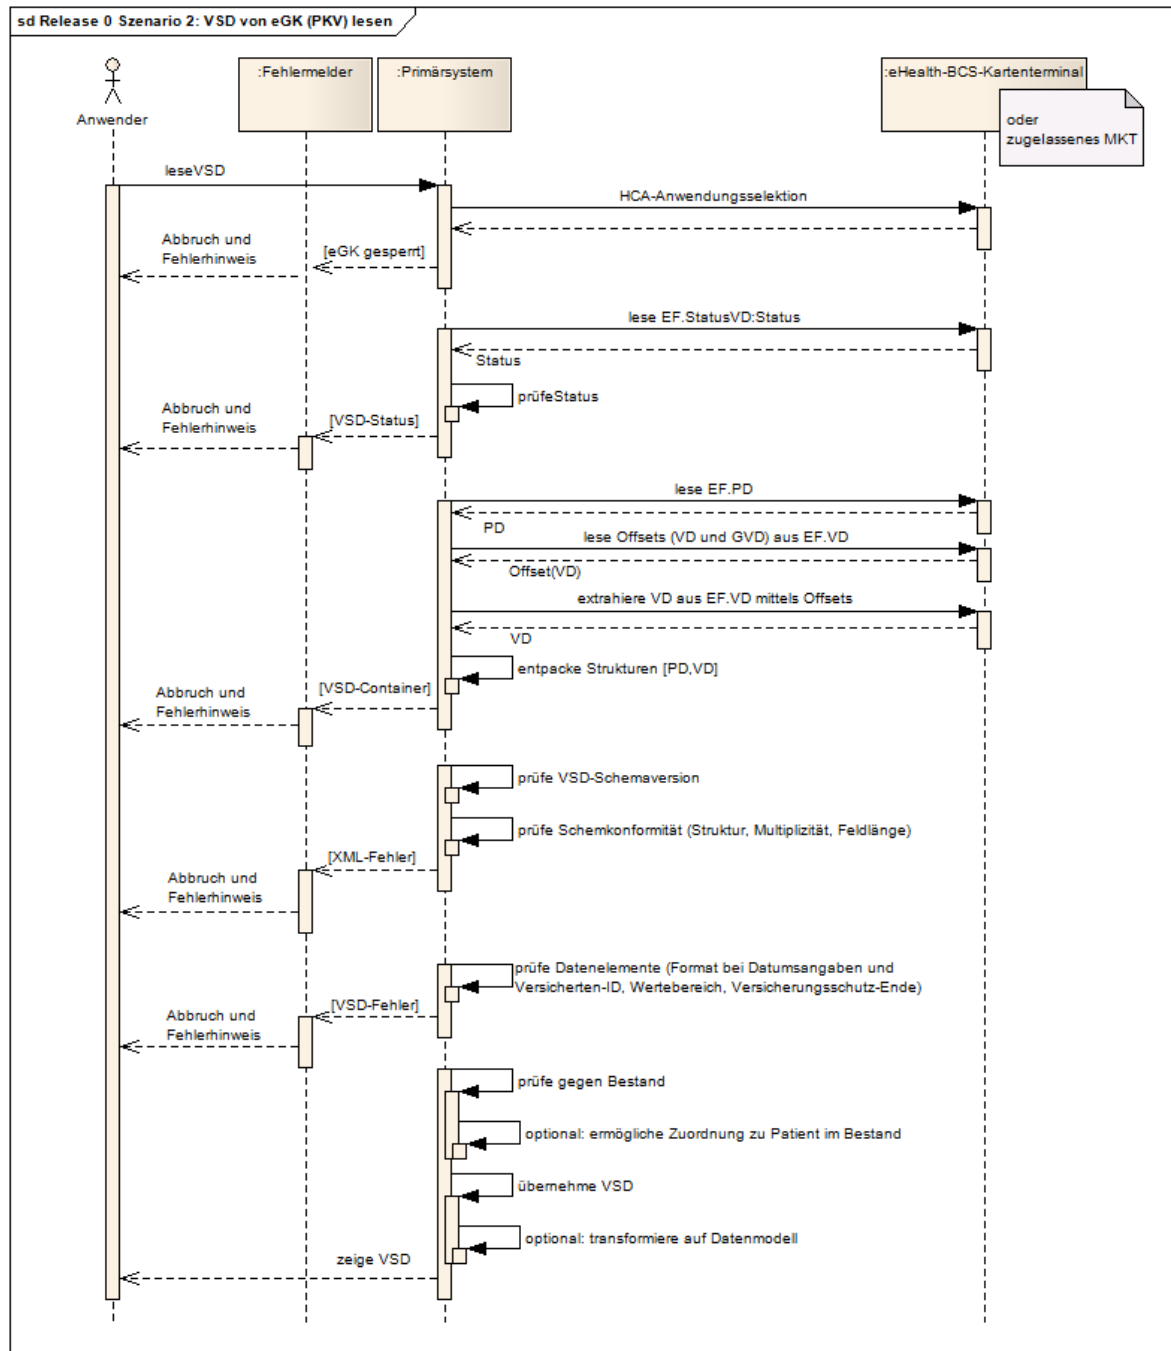 sd Release 0 Szenario 2: VSD von eGK (PKV) lesen
Anwender
:Fehlermelder
:Primärsystem
:eHealth-BCS-Kartenterminal
oder
zugelassenes MKT
leseVSD
HCA-Anwendungsselektion
Abbruch und
Fehlerhinweis
[eGK gesperrt]
lese EF.StatusVD:Status
Status
prüfeStatus
Abbruch und
Fehlerhinweis
[VSD-Status]
lese EF.PD
PD
lese Offsets (VD und GVD) aus EF.VD
Offset(VD)
extrahiere VD aus EF.VD mittels Offsets
VD
entpacke Strukturen [PD,VD]
[VSD-Container]
Abbruch und
Fehlerhinweis
prüfe VSD-Schemaversion
prüfe Schemkonformität (Struktur, Multiplizität, Feldlänge)
[XML-Fehler]
Abbruch und
Fehlerhinweis
prüfe Datenelemente (Format bei Datumsangaben und
Versicherten-ID, Wertebereich, Versicherungsschutz-Ende)
[VSD-Fehler]
Abbruch und
Fehlerhinweis
prüfe gegen Bestand
optional: ermögliche Zuordnung zu Patient im Bestand
übernehme VSD
optional: transformiere auf Datenmodell
zeige VSD